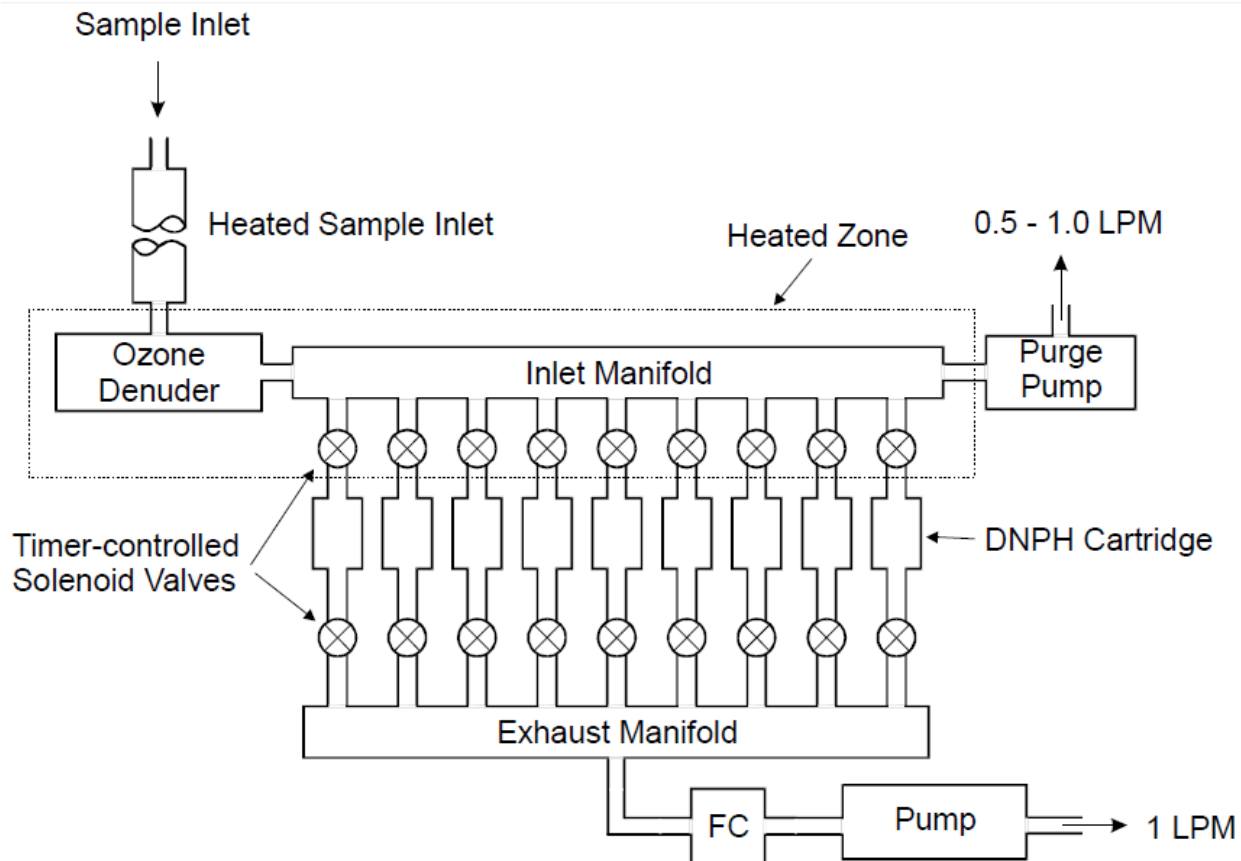 Sample Inlet
Heated Sample Inlet
Heated Zone
0.5 - 1.0 LPM
Ozone
Denuder
Inlet Manifold
Purge
Pump
Timer-controlled
Solenoid Valves
DNPH Cartridge
Exhaust Manifold
FC
Pump
1 LPM